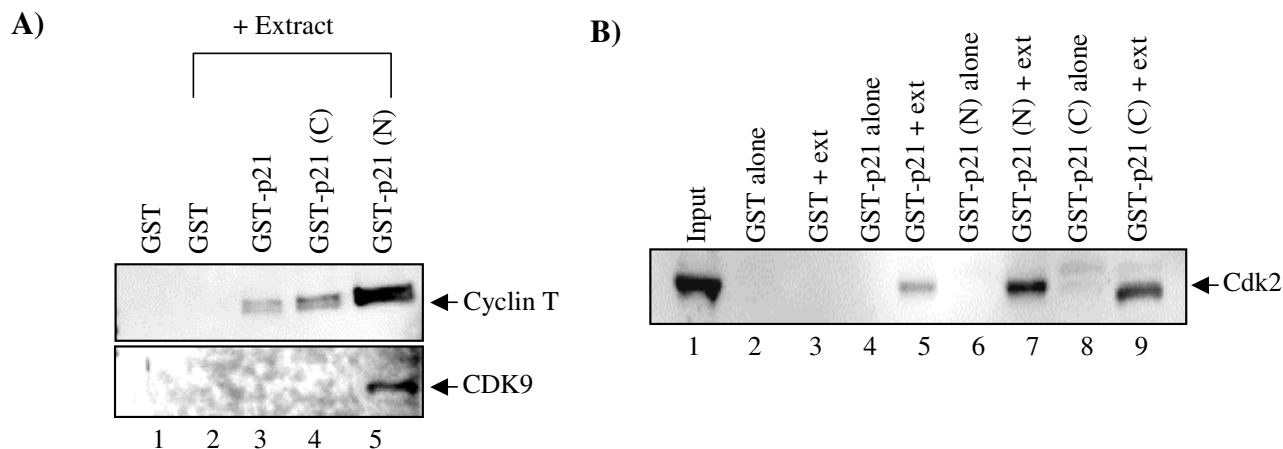 A)
+ Extract
GST
GST
GST-p21
GST-p21 (C)
GST-p21 (N)
Cyclin T
CDK9
1 2 3 4 5
B)
Input
GST alone
GST + ext
GST-p21 alone
GST-p21 + ext
GST-p21 (N) alone
GST-p21 (N) + ext
GST-p21 (C) alone
GST-p21 (C) + ext
Cdk2
1 2 3 4 5 6 7 8 9